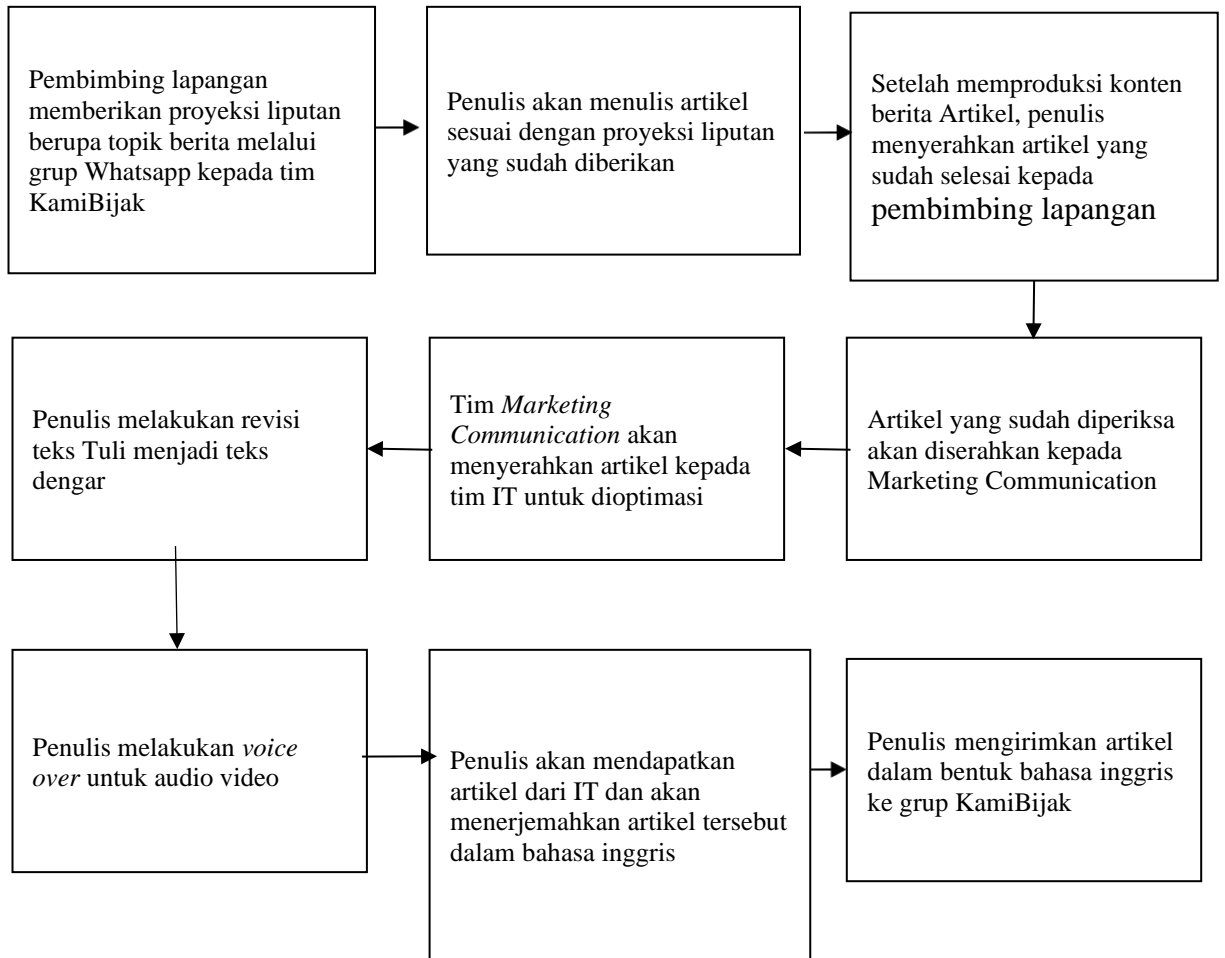 Pembimbing lapangan
memberikan proyeksi liputan
berupa topik berita melalui
grup Whatsapp kepada tim
KamiBijak
Penulis akan menulis artikel
sesuai dengan proyeksi liputan
yang sudah diberikan
Setelah memproduksi konten
berita Artikel, penulis
menyerahkan artikel yang
sudah selesai kepada
pembimbing lapangan
Artikel yang sudah diperiksa
akan diserahkan kepada
Marketing Communication
Tim Marketing
Communication akan
menyerahkan artikel kepada
tim IT untuk dioptimasi
Penulis melakukan revisi
teks Tuli menjadi teks
dengar
Penulis melakukan voice
over untuk audio video
Penulis akan mendapatkan
artikel dari IT dan akan
menerjemahkan artikel tersebut
dalam bahasa inggris
Penulis mengirimkan artikel
dalam bentuk bahasa inggris
ke grup KamiBijak